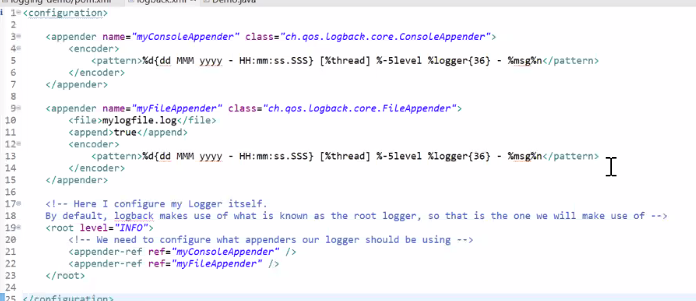 logging-demo/pom.xml logback.xml Demo.java
1 <configuration>
2
3 <appender name="myConsoleAppender" class="ch.qos.logback.core.ConsoleAppender">
4 <encoder>
5 <pattern>%d{dd MMM yyyy - HH:mm:ss.SSS} [%thread] %-5level %logger{36} - %msg%n</pattern>
6 </encoder>
7 </appender>
8
9 <appender name="myFileAppender" class="ch.qos.logback.core.FileAppender">
10 <file>mylogfile.log</file>
11 <append>true</append>
12 <encoder>
13 <pattern>%d{dd MMM yyyy - HH:mm:ss.SSS} [%thread] %-5level %logger{36} - %msg%n</pattern>
14 </encoder>
15 </appender>
16
17 <!-- Here I configure my Logger itself.
18 By default, logback makes use of what is known as the root logger, so that is the one we will make use of -->
19 <root level="INFO">
20 <!-- We need to configure what appenders our logger should be using -->
21 <appender-ref ref="myConsoleAppender" />
22 <appender-ref ref="myFileAppender" />
23 </root>
24
25 </configuration>